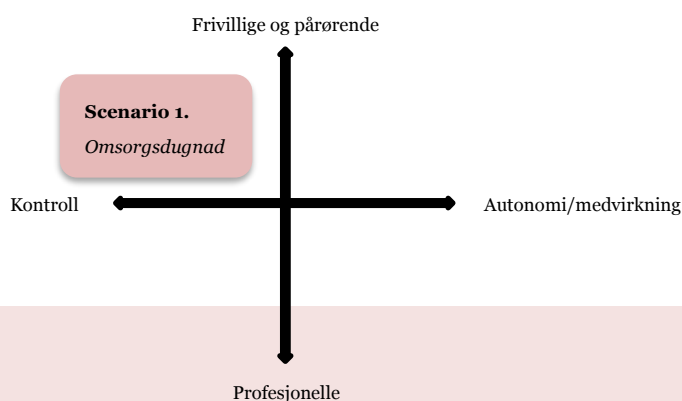 Frivillige og pårørende
Scenario 1.
Omsorgsdugnad
Kontroll
Autonomi/medvirkning
Profesjonelle